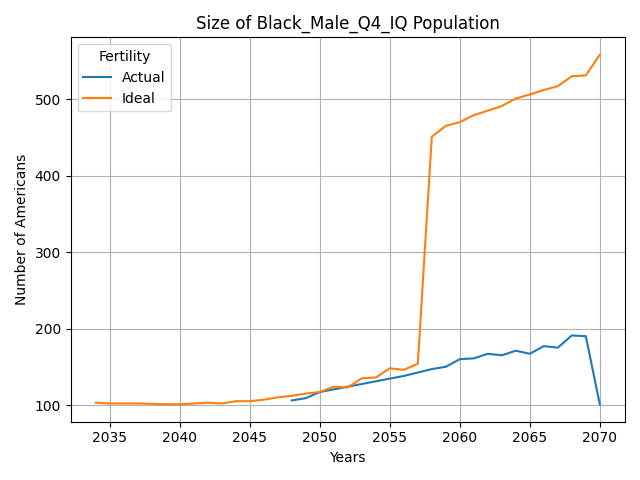 Size of Black_Male_Q4_IQ Population
Fertility
Actual
Ideal
Number of Americans
500
400
300
200
100
2035 2040 2045 2050 2055 2060 2065 2070
Years